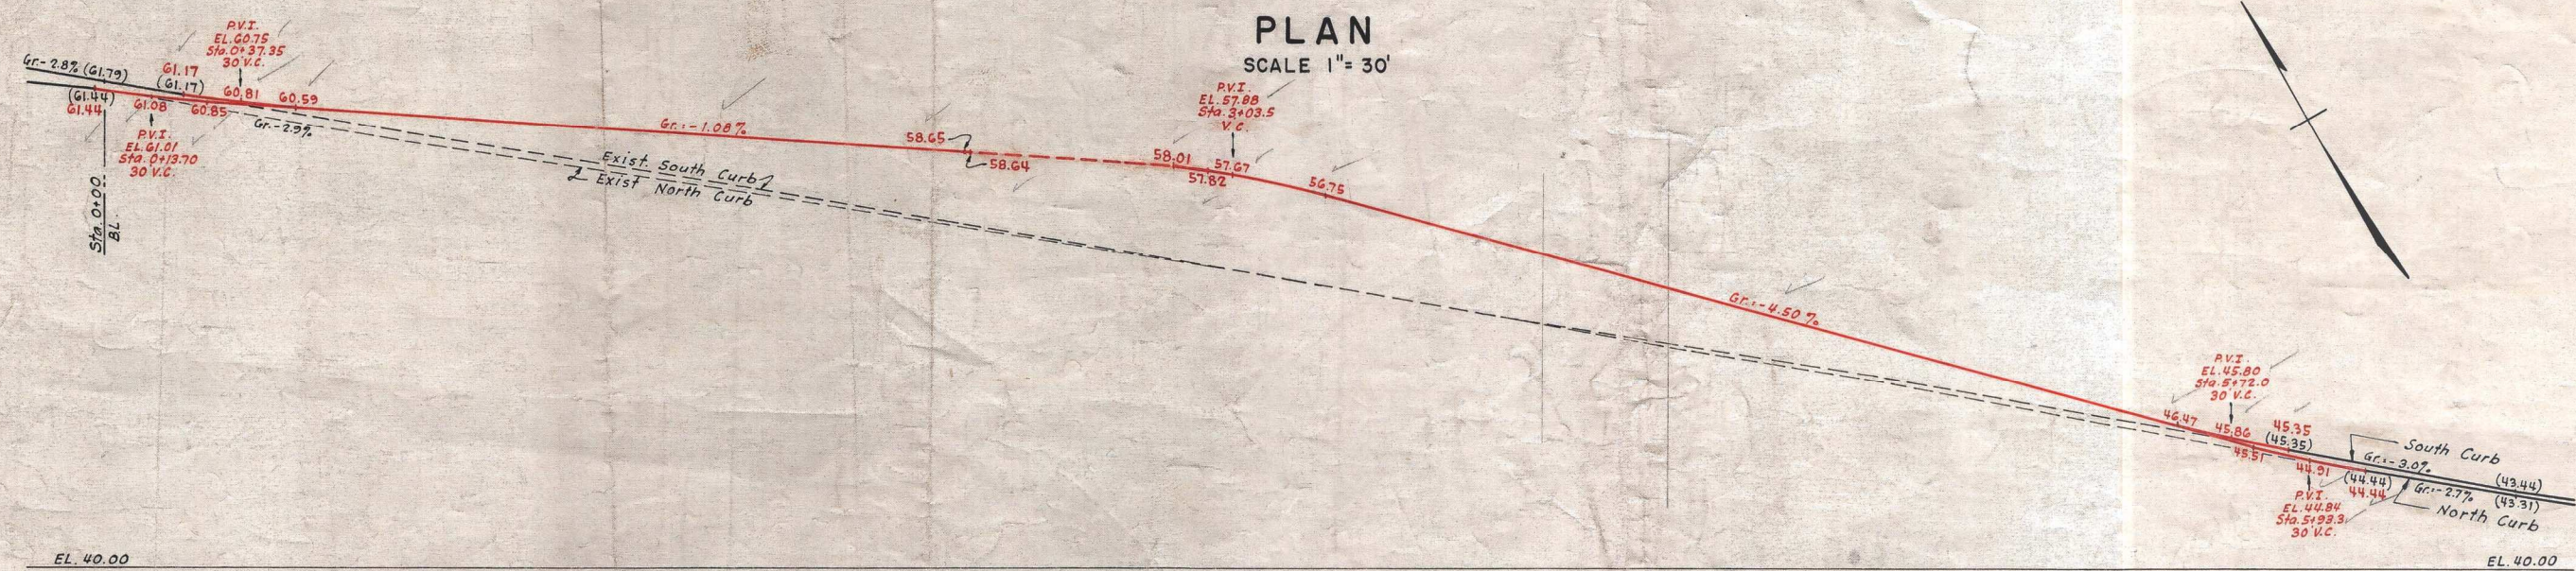 PLAN
SCALE 1"= 30'
P.V.I.
EL. 60.75
Sta. 0+37.35
30' V.C.
Gr.- 2.8% (61.79)
61.17
(61.17)
60.81
60.59
(61.44)
61.44
61.08
60.85
P.V.I.
EL. 61.01
Sta. 0+13.70
30' V.C.
Gr.-2.9%
Sta. 0+00
B.L.
Gr.:-1.08%
Exist. South Curb
Exist North Curb
58.65
58.64
P.V.I.
EL. 57.88
Sta. 3+03.5
V.C.
58.01
57.67
57.82
56.75
Gr.:-4.50%
P.V.I.
EL. 45.80
Sta. 5+72.0
30' V.C.
46.47
45.86
45.35
(45.35)
45.51
44.91
P.V.I.
EL. 44.84
Sta. 5+93.3
30' V.C.
South Curb
Gr.:-3.0%
(44.44)
44.44
Gr:-2.7%
(43.44)
(43.31)
North Curb
EL. 40.00
EL. 40.00